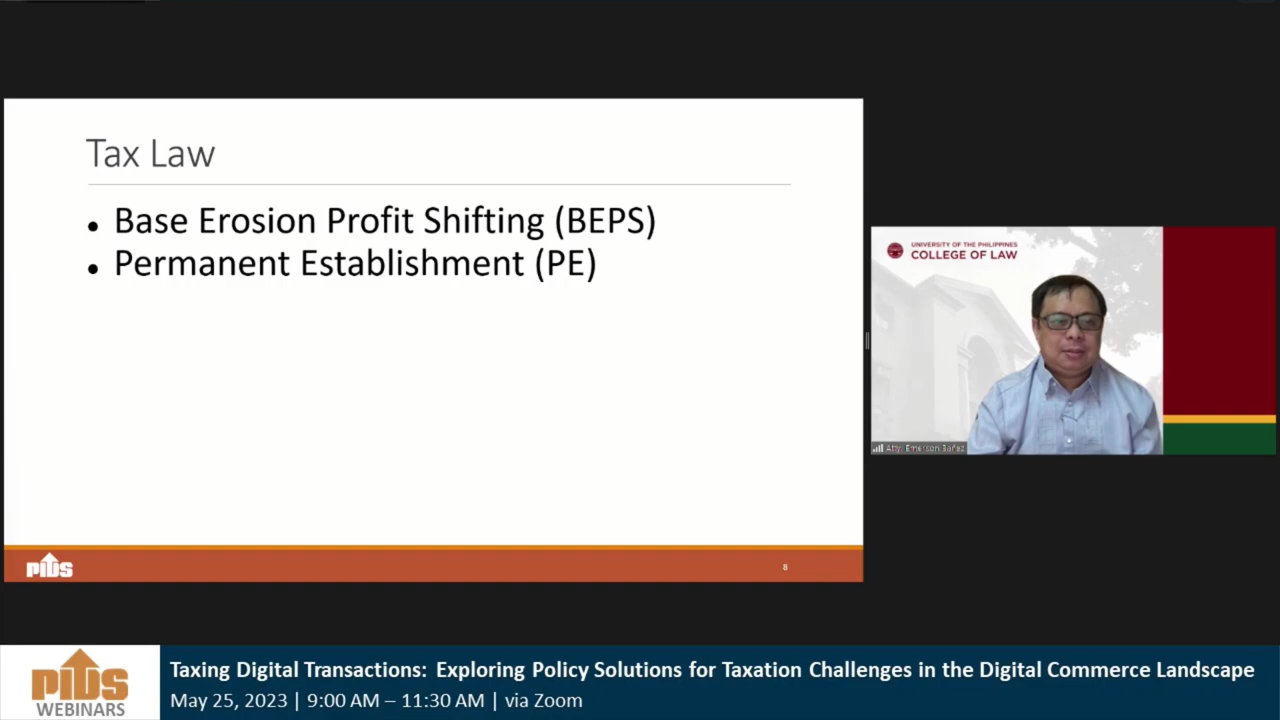 Tax Law
• Base Erosion Profit Shifting (BEPS)
• Permanent Establishment (PE)
UNIVERSITY OF THE PHILIPPINES
COLLEGE OF LAW
Aty. Emerson Bañez
PIDS
8
PIDS
WEBINARS
Taxing Digital Transactions: Exploring Policy Solutions for Taxation Challenges in the Digital Commerce Landscape
May 25, 2023 | 9:00 AM – 11:30 AM | via Zoom